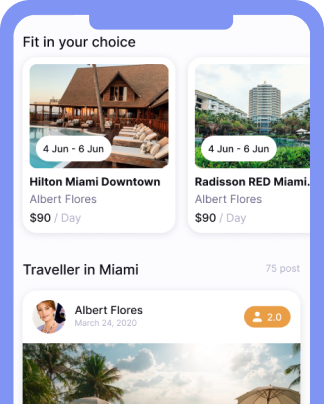 Fit in your choice
4 Jun - 6 Jun
4 Jun - 6 Jun
Hilton Miami Downtown
Albert Flores
$90 / Day
Radisson RED Miami.
Albert Flores
$90 / Day
Traveller in Miami
75 post
Albert Flores
March 24, 2020
2.0